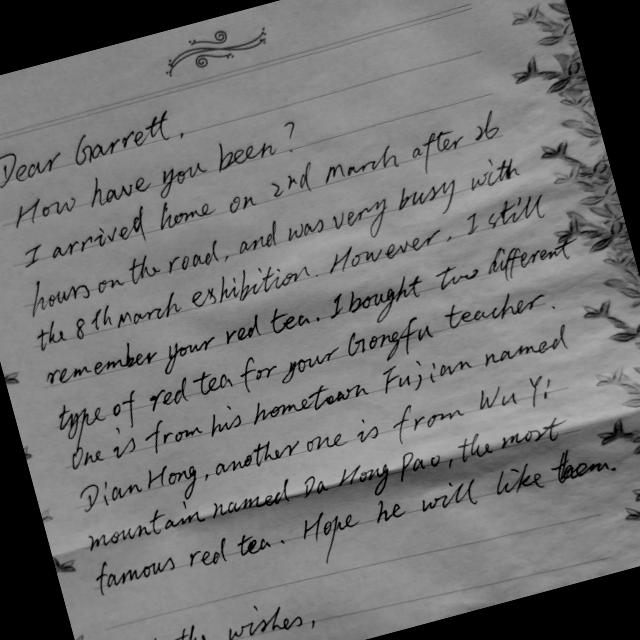 Dear Garrett,
How have you been?
I arrived home on 2nd March after 26
hours on the road, and was very busy with
the 8th march exhibition. However, I still
remember your red tea. I bought two different
type of red tea for your Gongfu teacher.
One is from his hometown Fujian named
Dian Hong, another one is from Wu Yi
mountain named Da Hong Pao, the most
famous red tea. Hope he will like them.
the wishes,